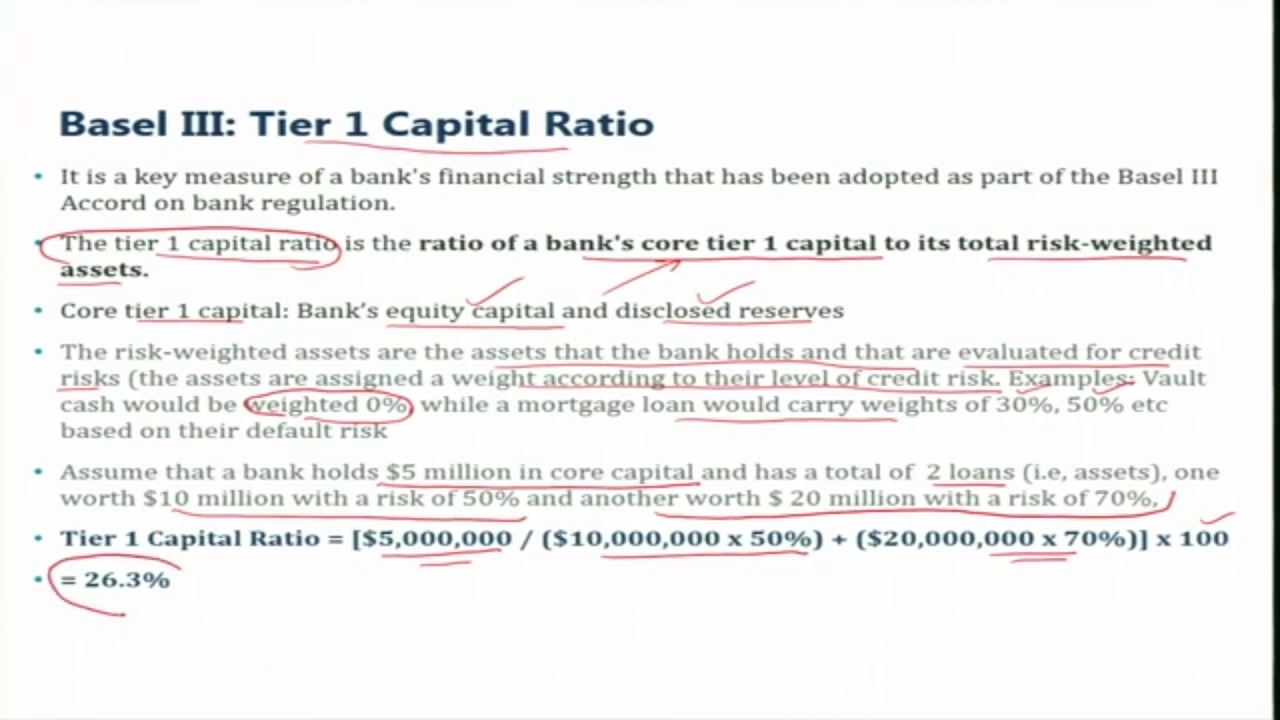 Basel III: Tier 1 Capital Ratio
• It is a key measure of a bank's financial strength that has been adopted as part of the Basel III
Accord on bank regulation.
• The tier 1 capital ratio is the ratio of a bank's core tier 1 capital to its total risk-weighted
assets.
• Core tier 1 capital: Bank's equity capital and disclosed reserves
• The risk-weighted assets are the assets that the bank holds and that are evaluated for credit
risks (the assets are assigned a weight according to their level of credit risk. Examples: Vault
cash would be weighted 0%, while a mortgage loan would carry weights of 30%, 50% etc
based on their default risk
• Assume that a bank holds $5 million in core capital and has a total of 2 loans (i.e, assets), one
worth $10 million with a risk of 50% and another worth $ 20 million with a risk of 70%,
• Tier 1 Capital Ratio = [$5,000,000 / ($10,000,000 x 50%) + ($20,000,000 x 70%)] x 100
• = 26.3%